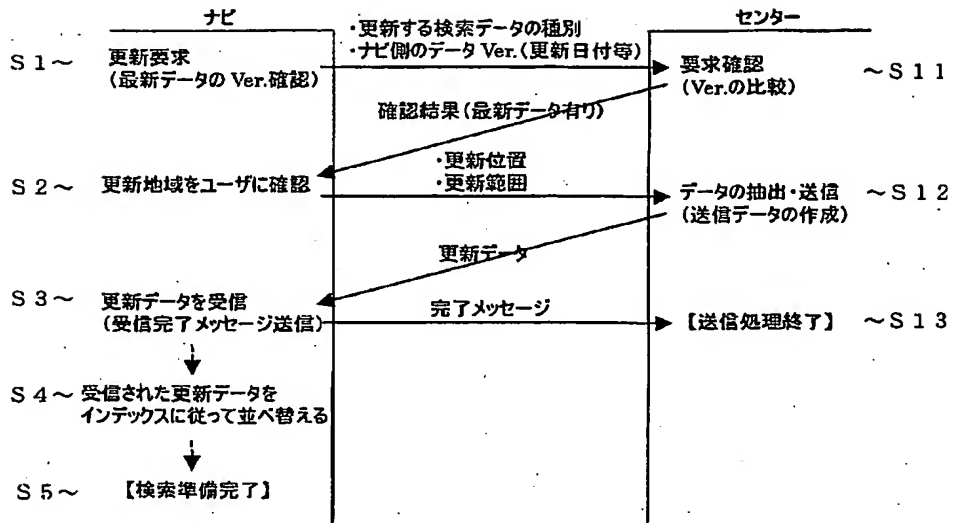 ナビ
センター
・更新する検索データの種別
・ナビ側のデータ Ver.(更新日付等)
S1～ 更新要求
(最新データの Ver.確認)
要求確認 ～S11
(Ver.の比較)
確認結果(最新データ有り)
・更新位置
・更新範囲
S2～ 更新地域をユーザに確認
データの抽出・送信 ～S12
(送信データの作成)
更新データ
S3～ 更新データを受信
(受信完了メッセージ送信)
完了メッセージ
【送信処理終了】 ～S13
S4～ 受信された更新データを
インデックスに従って並べ替える
S5～ 【検索準備完了】